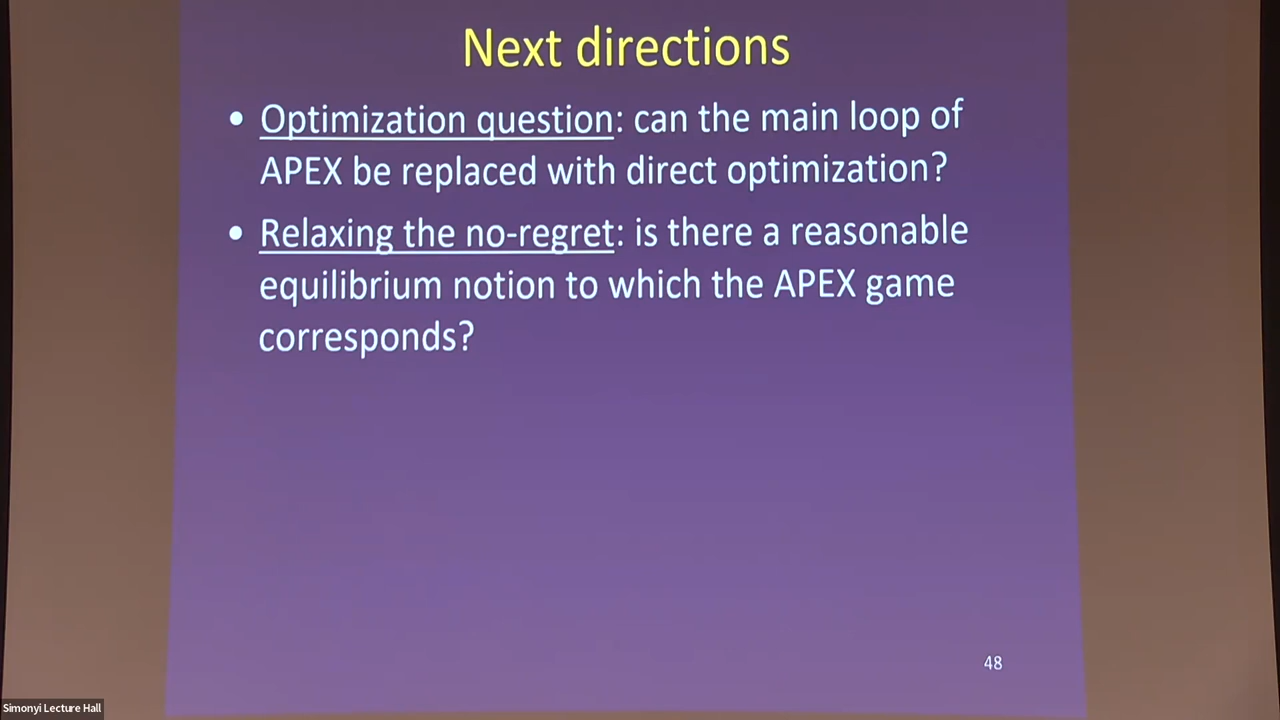 Next directions
• Optimization question: can the main loop of
APEX be replaced with direct optimization?
• Relaxing the no-regret: is there a reasonable
equilibrium notion to which the APEX game
corresponds?
48
Simonyi Lecture Hall